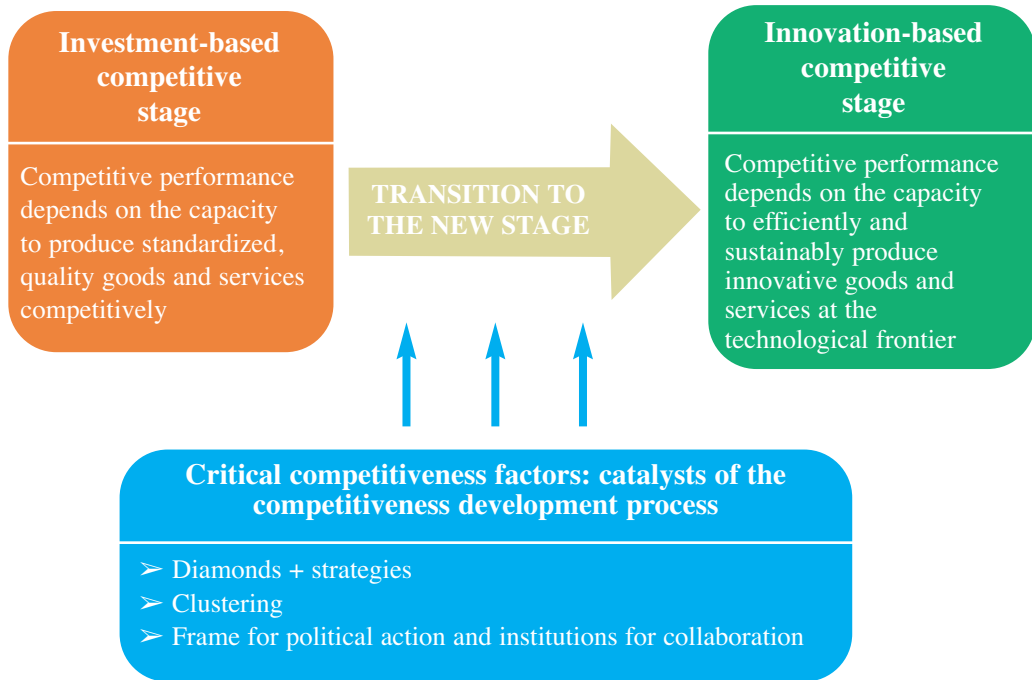 Investment-based
competitive
stage
Competitive performance
depends on the capacity
to produce standardized,
quality goods and services
competitively
TRANSITION TO
THE NEW STAGE
Innovation-based
competitive
stage
Competitive performance
depends on the capacity
to efficiently and
sustainably produce
innovative goods and
services at the
technological frontier
Critical competitiveness factors: catalysts of the
competitiveness development process
➢ Diamonds + strategies
➢ Clustering
➢ Frame for political action and institutions for collaboration